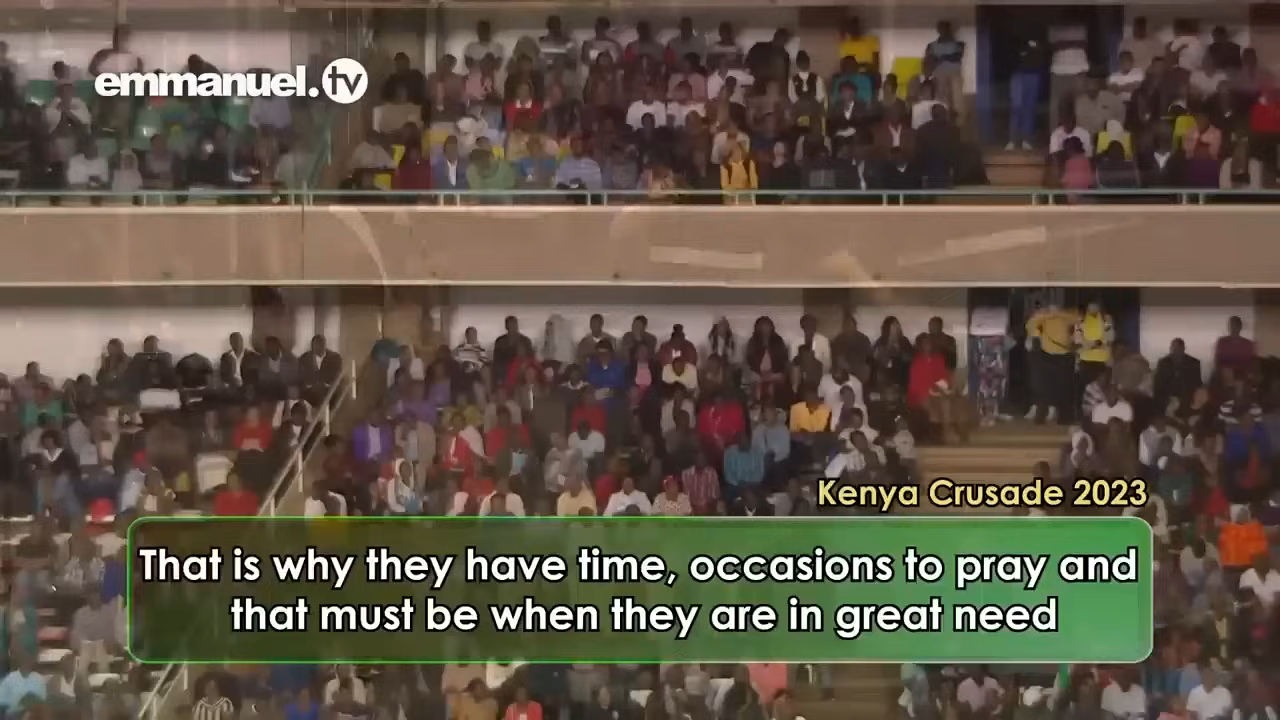 emmanuel.tv
Kenya Crusade 2023
That is why they have time, occasions to pray and
that must be when they are in great need